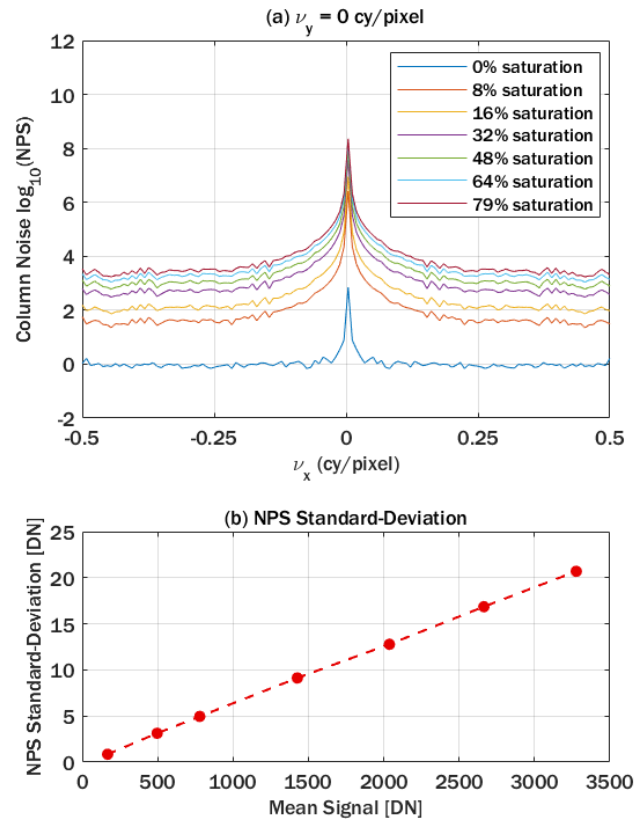 (a) ν_y = 0 cy/pixel
12
10
8
6
4
2
0
-2
Column Noise log₁₀(NPS)
0% saturation
8% saturation
16% saturation
32% saturation
48% saturation
64% saturation
79% saturation
-0.5 -0.25 0 0.25 0.5
ν_x (cy/pixel)
(b) NPS Standard-Deviation
25
20
15
10
5
0
NPS Standard-Deviation [DN]
0 500 1000 1500 2000 2500 3000 3500
Mean Signal [DN]